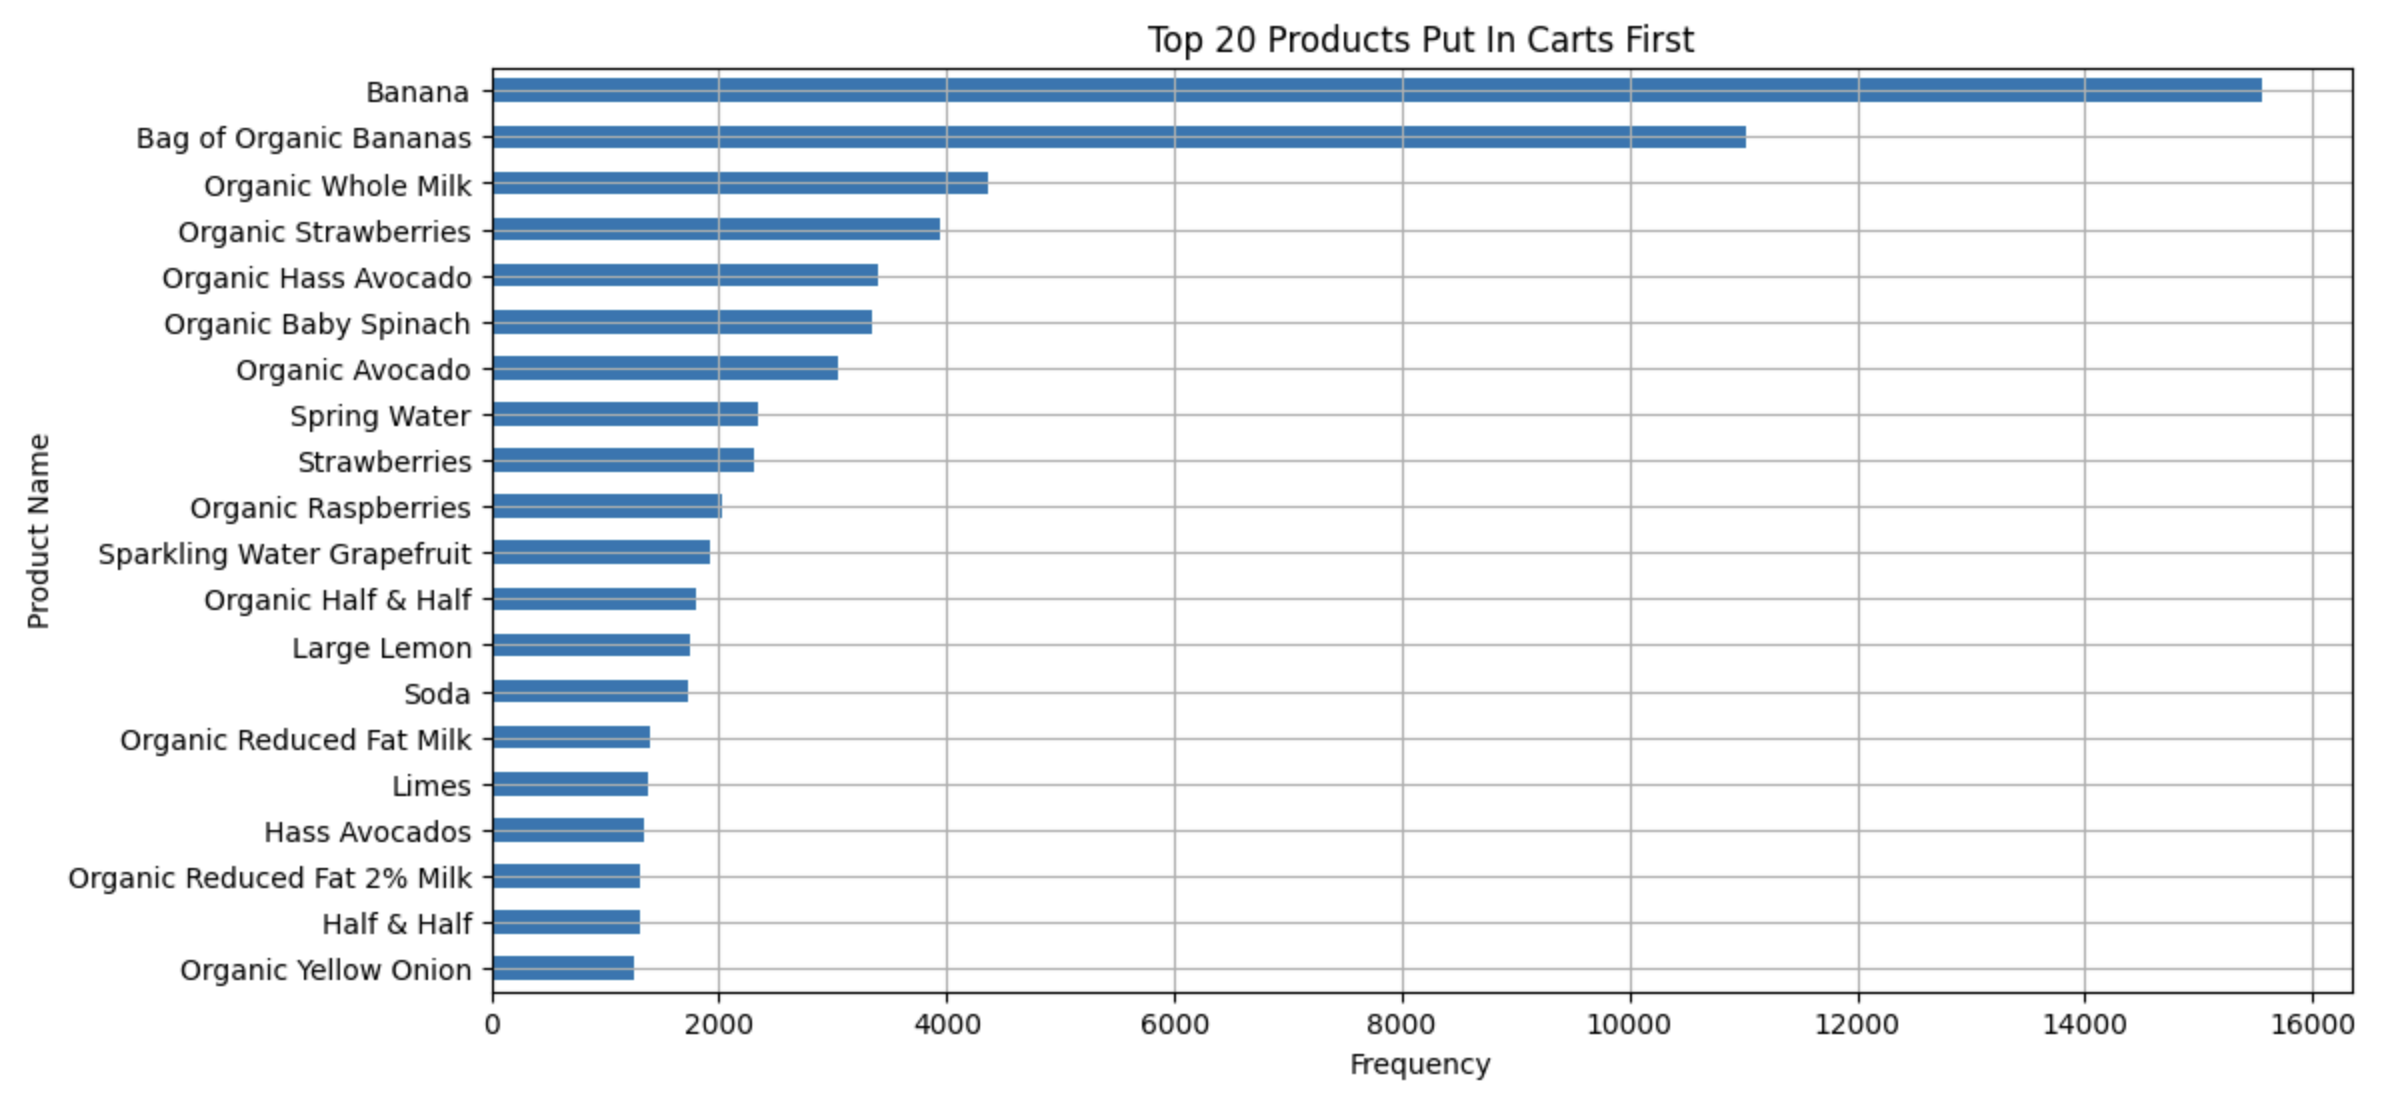 Top 20 Products Put In Carts First
Product Name
Banana
Bag of Organic Bananas
Organic Whole Milk
Organic Strawberries
Organic Hass Avocado
Organic Baby Spinach
Organic Avocado
Spring Water
Strawberries
Organic Raspberries
Sparkling Water Grapefruit
Organic Half & Half
Large Lemon
Soda
Organic Reduced Fat Milk
Limes
Hass Avocados
Organic Reduced Fat 2% Milk
Half & Half
Organic Yellow Onion
0 2000 4000 6000 8000 10000 12000 14000 16000
Frequency